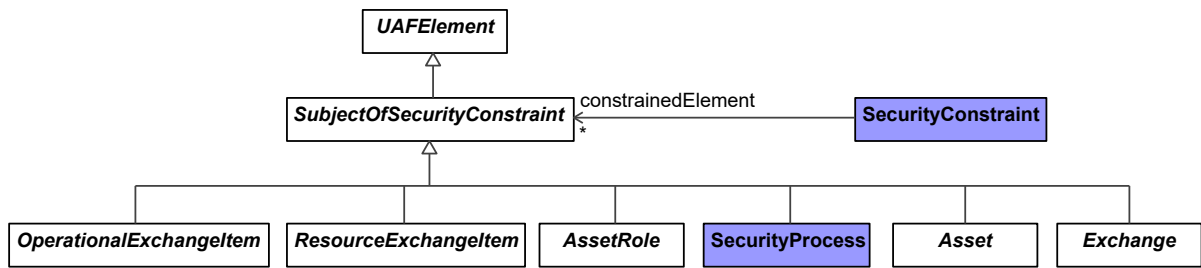 UAFElement
SubjectOfSecurityConstraint
constrainedElement
*
SecurityConstraint
OperationalExchangeItem
ResourceExchangeItem
AssetRole
SecurityProcess
Asset
Exchange